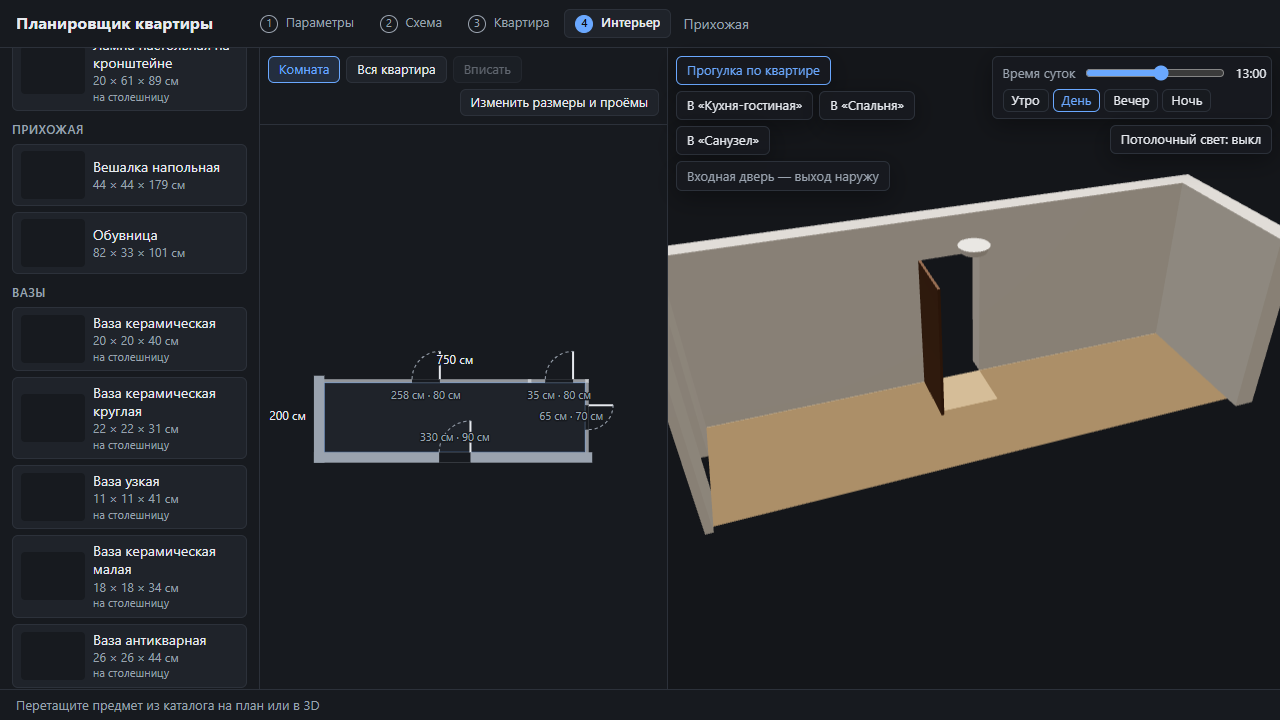 Планировщик квартиры
1 Параметры
2 Схема
3 Квартира
4 Интерьер
Прихожая
Лампа настольная на
кронштейне
20 × 61 × 89 см
на столешницу
ПРИХОЖАЯ
Вешалка напольная
44 × 44 × 179 см
Обувница
82 × 33 × 101 см
ВАЗЫ
Ваза керамическая
20 × 20 × 40 см
на столешницу
Ваза керамическая
круглая
22 × 22 × 31 см
на столешницу
Ваза узкая
11 × 11 × 41 см
на столешницу
Ваза керамическая
малая
18 × 18 × 34 см
на столешницу
Ваза антикварная
26 × 26 × 44 см
на столешницу
Комната
Вся квартира
Вписать
Изменить размеры и проёмы
750 см
258 см · 80 см
35 см · 80 см
200 см
65 см · 70 см
330 см · 90 см
Прогулка по квартире
В «Кухня-гостиная»
В «Спальня»
В «Санузел»
Входная дверь — выход наружу
Время суток
13:00
Утро
День
Вечер
Ночь
Потолочный свет: выкл
Перетащите предмет из каталога на план или в 3D